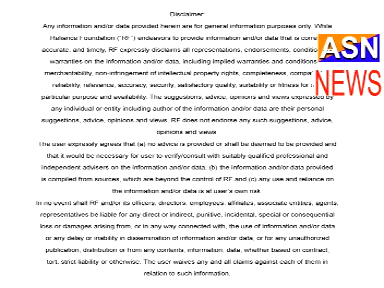 Disclaimer
Any information and/or data provided herein are for general information purposes only. While
Reliance Foundation ("RF") endeavors to provide information and/or data that is
accurate, and timely, RF expressly disclaims all representations, endorsements,
warranties on the information and/or data, including implied warranties and conditions
merchantability, non-infringement of intellectual property rights, completeness,
reliability, relevance, accuracy, security, satisfactory quality, suitability or fitness for
particular purpose and availability. The suggestions, advice, opinions and views expressed by
any individual or entity including author of the information and/or data are their personal
suggestions, advice, opinions and views. RF does not endorse any such suggestions, advice,
opinions and views
The user expressly agrees that (a) no advice is provided or shall be deemed to be provided and
that it would be necessary for user to verify/consult with suitably qualified professional and
independent advisers on the information and/or data; (b) the information and/or data provided
is compiled from sources, which are beyond the control of RF and (c) any use and reliance on
the information and/or data is at user's own risk
In no event shall RF and/or its officers, directors, employees, affiliates, associate entities, agents,
representatives be liable for any direct or indirect, punitive, incidental, special or consequential
loss or damages arising from, or in any way connected with, the use of information and/or data
or any delay or inability in dissemination of information and/or data; or for any unauthorized
publication, distribution or from any contents, information, data, whether based on contract,
tort, strict liability or otherwise. The user waives any and all claims against each of them in
relation to such information.
ASN
NEWS